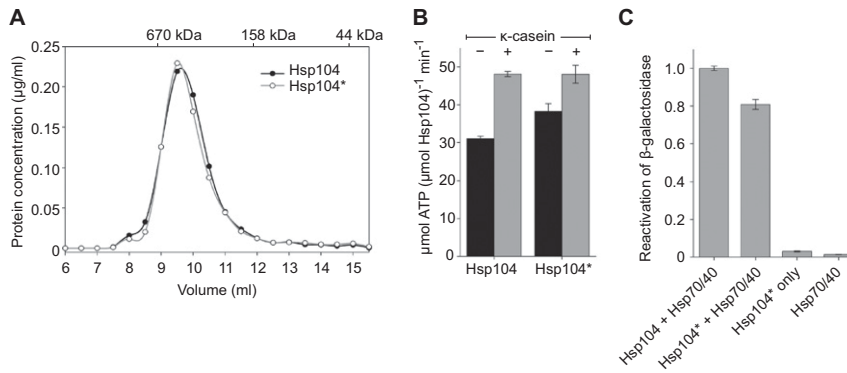 A
670 kDa 158 kDa 44 kDa
0.25
0.20
0.15
0.10
0.05
0
Protein concentration (µg/ml)
Hsp104
Hsp104*
6 7 8 9 10 11 12 13 14 15
Volume (ml)
B
κ-casein
− + − +
50
40
30
20
10
0
µmol ATP (µmol Hsp104)⁻¹ min⁻¹
Hsp104 Hsp104*
C
1.0
0.8
0.6
0.4
0.2
0
Reactivation of β-galactosidase
Hsp104 + Hsp70/40
Hsp104* + Hsp70/40
Hsp104* only
Hsp70/40